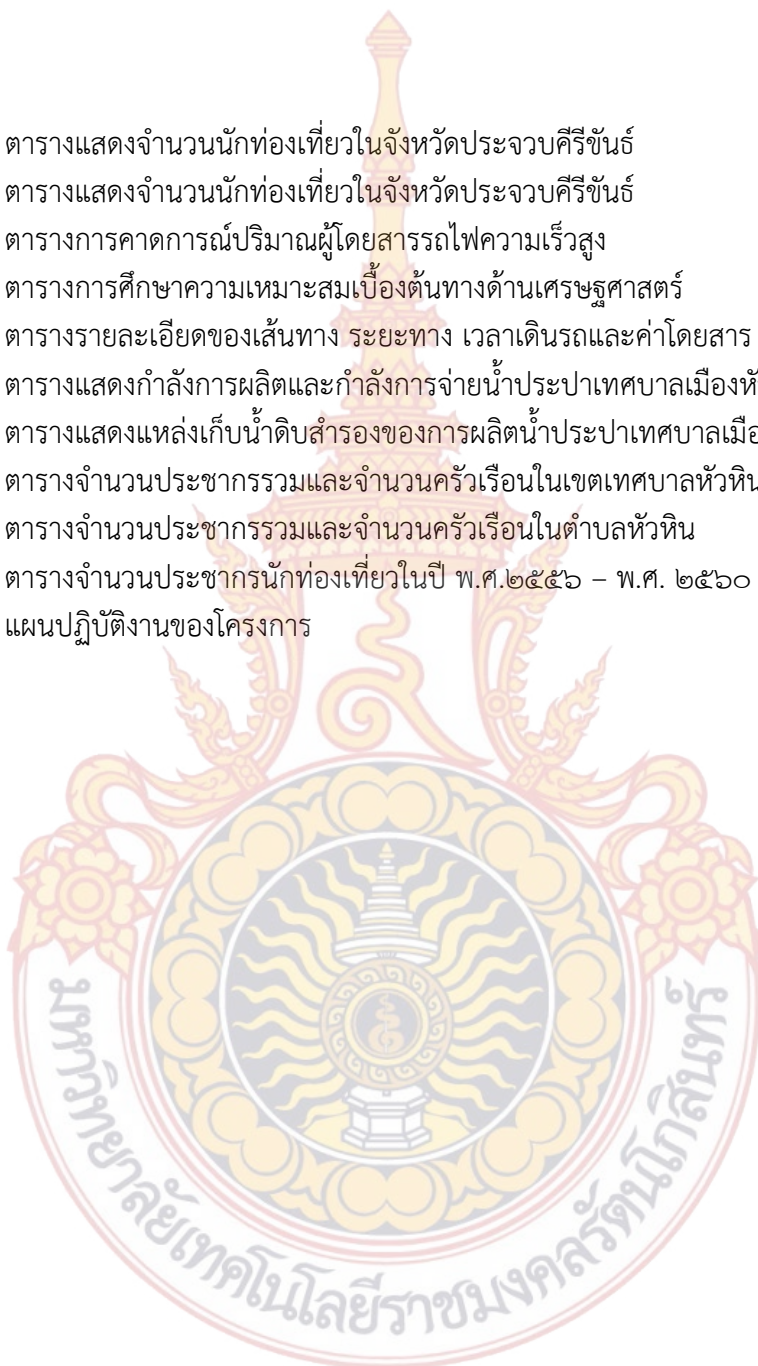 ตารางแสดงจำนวนนักท่องเที่ยวในจังหวัดประจวบคีรีขันธ์
ตารางแสดงจำนวนนักท่องเที่ยวในจังหวัดประจวบคีรีขันธ์
ตารางการคาดการณ์ปริมาณผู้โดยสารรถไฟความเร็วสูง
ตารางการศึกษาความเหมาะสมเบื้องต้นทางด้านเศรษฐศาสตร์
ตารางรายละเอียดของเส้นทาง ระยะทาง เวลาเดินรถและค่าโดยสาร
ตารางแสดงกำลังการผลิตและกำลังการจ่ายน้ำประปาเทศบาลเมือง
ตารางแสดงแหล่งเก็บน้ำดิบสำรองของการผลิตน้ำประปาเทศบาล
ตารางจำนวนประชากรรวมและจำนวนครัวเรือนในเขตเทศบาลหัวหิน
ตารางจำนวนประชากรรวมและจำนวนครัวเรือนในตำบลหัวหิน
ตารางจำนวนประชากรนักท่องเที่ยวในปี พ.ศ.๒๕๕๖ – พ.ศ. ๒๕๖๐
แผนปฏิบัติงานของโครงการ
มหาวิทยาลัยเทคโนโลยีราชมงคลรัตนโกสินทร์